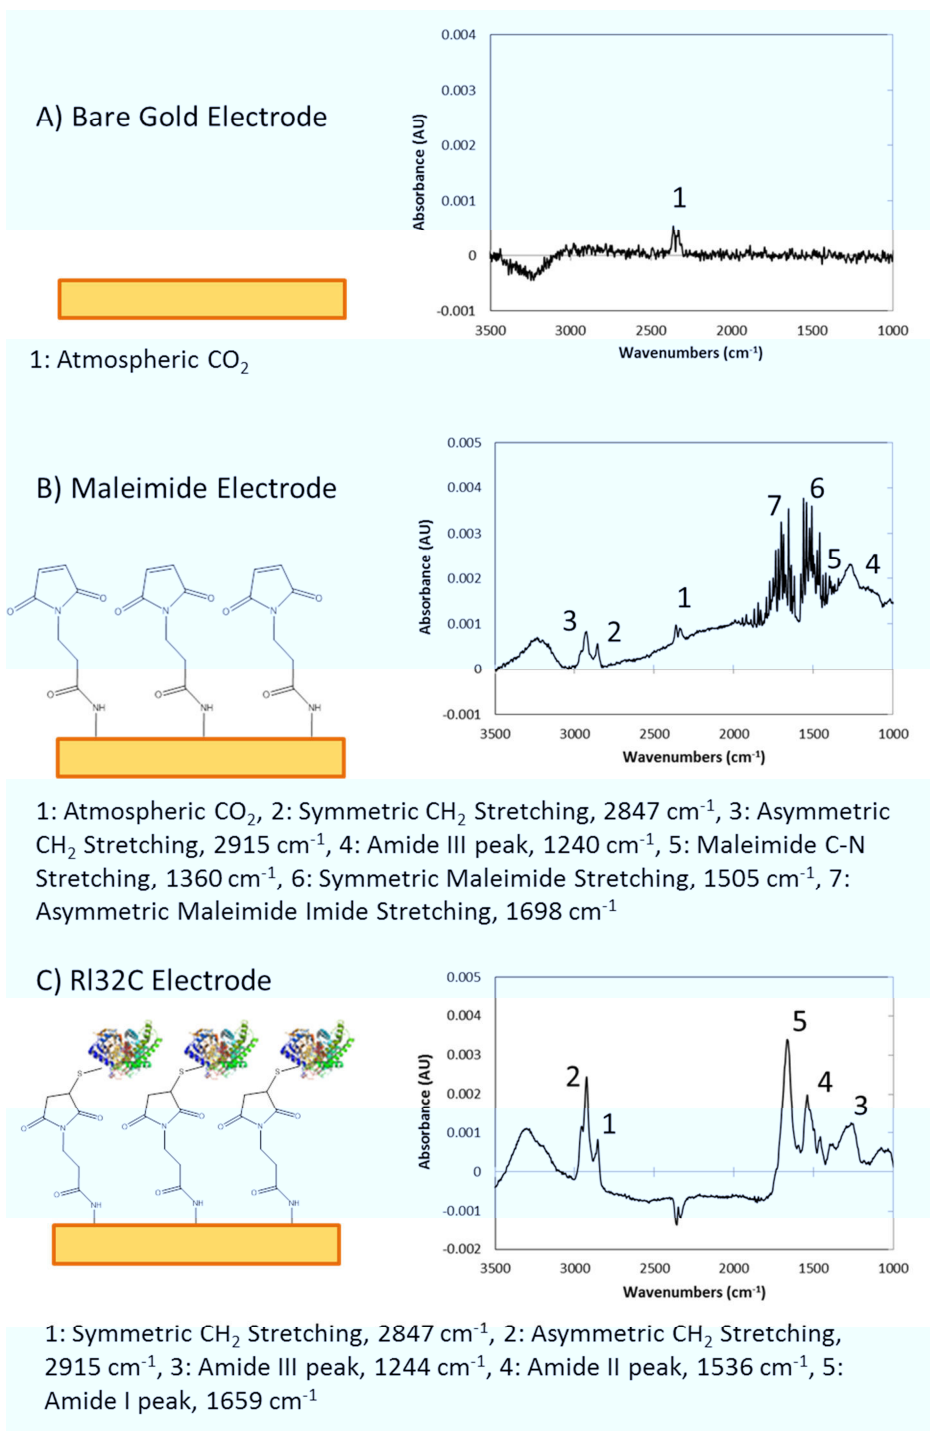 A) Bare Gold Electrode
0.004
0.003
0.002
0.001
0
-0.001
Absorbance (AU)
1
3500 3000 2500 2000 1500 1000
Wavenumbers (cm-1)
1: Atmospheric CO2
B) Maleimide Electrode
0.005
0.004
0.003
0.002
0.001
0
-0.001
Absorbance (AU)
3
2
1
7
6
5
4
3500 3000 2500 2000 1500 1000
Wavenumbers (cm-1)
O N O O N O O N O
O NH O NH O NH
1: Atmospheric CO2, 2: Symmetric CH2 Stretching, 2847 cm-1, 3: Asymmetric
CH2 Stretching, 2915 cm-1, 4: Amide III peak, 1240 cm-1, 5: Maleimide C-N
Stretching, 1360 cm-1, 6: Symmetric Maleimide Stretching, 1505 cm-1, 7:
Asymmetric Maleimide Imide Stretching, 1698 cm-1
C) Rl32C Electrode
0.005
0.004
0.003
0.002
0.001
0
-0.001
-0.002
Absorbance (AU)
2
1
5
4
3
3500 3000 2500 2000 1500 1000
Wavenumbers (cm-1)
S S S
O N O O N O O N O
O NH O NH O NH
1: Symmetric CH2 Stretching, 2847 cm-1, 2: Asymmetric CH2 Stretching,
2915 cm-1, 3: Amide III peak, 1244 cm-1, 4: Amide II peak, 1536 cm-1, 5:
Amide I peak, 1659 cm-1